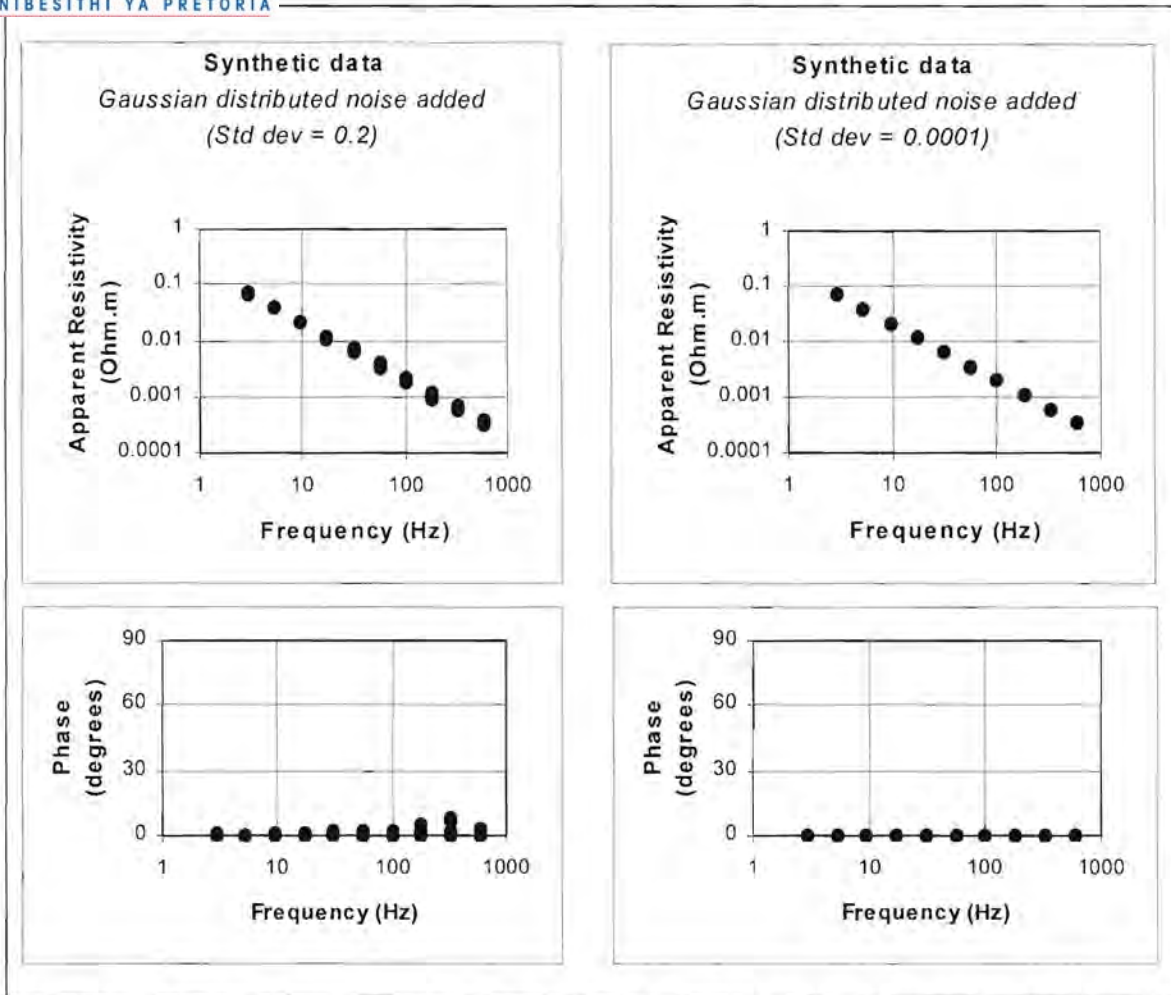 NIBESITHI YA PRETORIA
Synthetic data
Gaussian distributed noise added
(Std dev = 0.2)
Apparent Resistivity
(Ohm.m)
1
0.1
0.01
0.001
0.0001
1 10 100 1000
Frequency (Hz)
Synthetic data
Gaussian distributed noise added
(Std dev = 0.0001)
Apparent Resistivity
(Ohm.m)
1
0.1
0.01
0.001
0.0001
1 10 100 1000
Frequency (Hz)
Phase
(degrees)
90
60
30
0
1 10 100 1000
Frequency (Hz)
Phase
(degrees)
90
60
30
0
1 10 100 1000
Frequency (Hz)